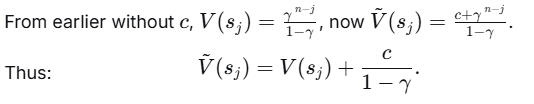 From earlier without $c$, $V(s_j) = \frac{\gamma^{n-j}}{1-\gamma}$, now $\tilde{V}(s_j) = \frac{c+\gamma^{n-j}}{1-\gamma}$.
Thus: $\tilde{V}(s_j) = V(s_j) + \frac{c}{1-\gamma}.$